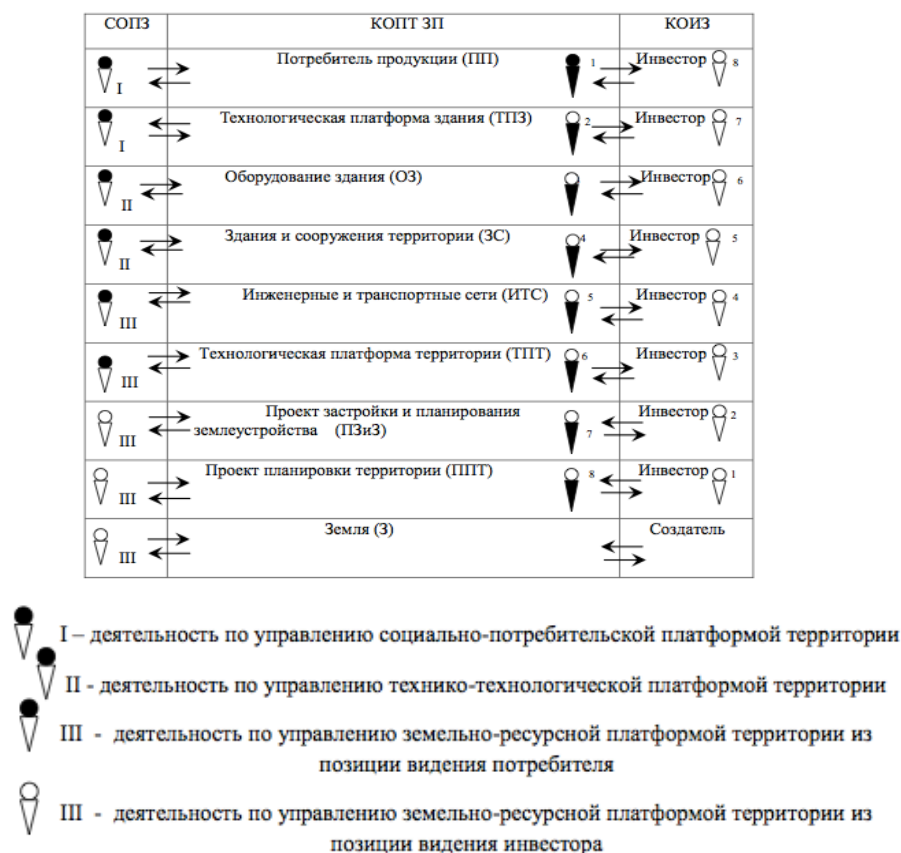 СОПЗ КОПТ ЗП КОИЗ
I Потребитель продукции (ПП) 1 Инвестор 8
I Технологическая платформа здания (ТПЗ) 2 Инвестор 7
II Оборудование здания (ОЗ) Инвестор 6
II Здания и сооружения территории (ЗС) 4 Инвестор 5
III Инженерные и транспортные сети (ИТС) 5 Инвестор 4
III Технологическая платформа территории (ТПТ) 6 Инвестор 3
Проект застройки и планирования
III землеустройства (ПЗиЗ) 7 Инвестор 2
III Проект планировки территории (ППТ) 8 Инвестор 1
III Земля (З) Создатель
I – деятельность по управлению социально-потребительской платформой территории
II - деятельность по управлению технико-технологической платформой территории
III - деятельность по управлению земельно-ресурсной платформой территории из
позиции видения потребителя
III - деятельность по управлению земельно-ресурсной платформой территории из
позиции видения инвестора